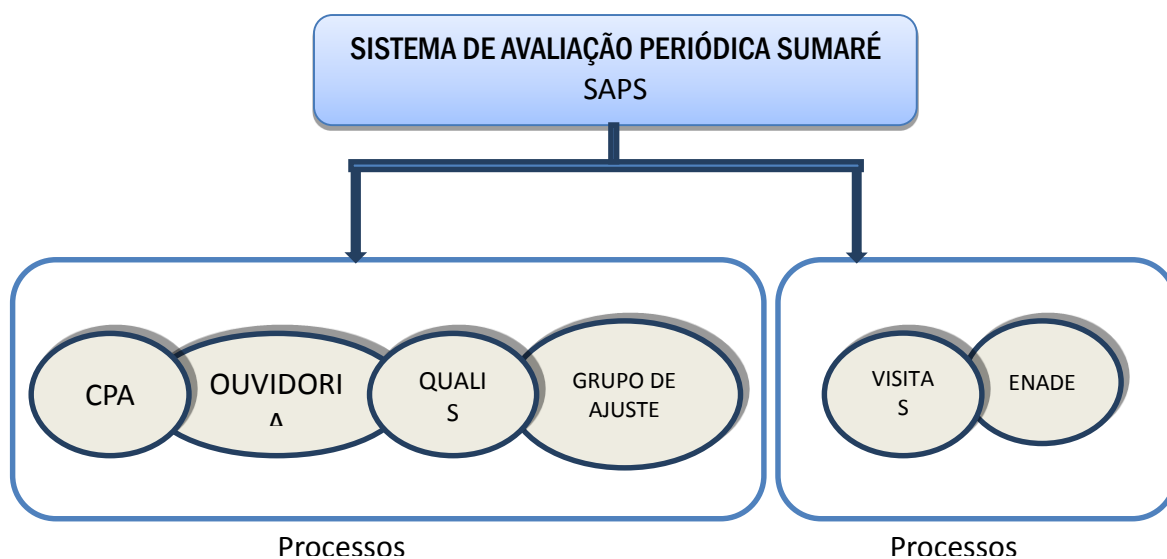 SISTEMA DE AVALIAÇÃO PERIÓDICA SUMARÉ
SAPS
CPA
OUVIDORI
A
QUALI
S
GRUPO DE
AJUSTE
VISITA
S
ENADE
Processos
Processos